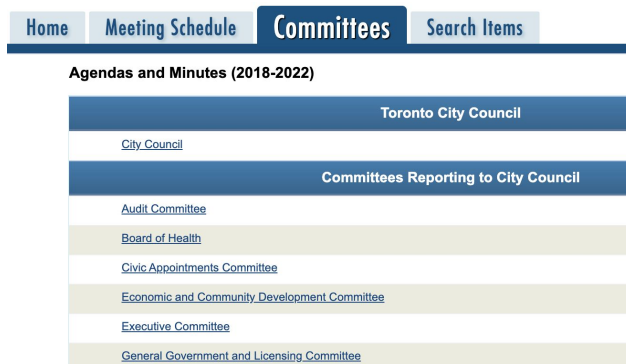 Home Meeting Schedule Committees Search Items
Agendas and Minutes (2018-2022)
Toronto City Council
City Council
Committees Reporting to City Council
Audit Committee
Board of Health
Civic Appointments Committee
Economic and Community Development Committee
Executive Committee
General Government and Licensing Committee